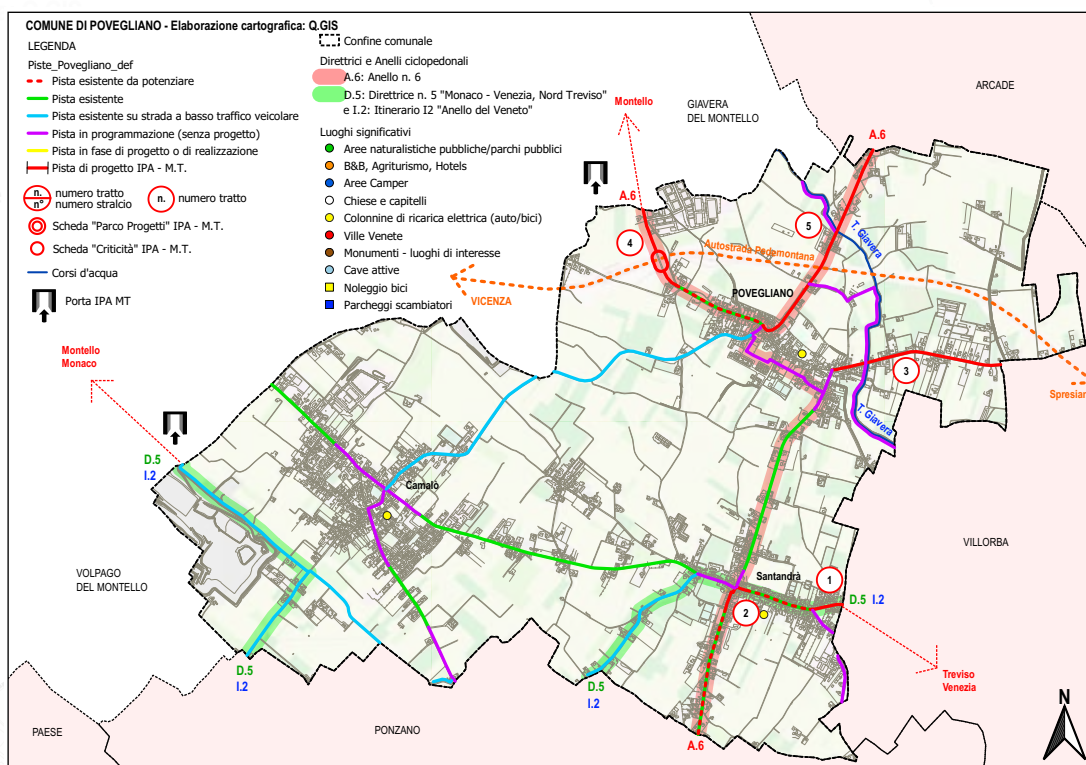 COMUNE DI POVEGLIANO - Elaborazione cartografica: Q.GIS
LEGENDA
Piste_Povegliano_def
Pista esistente da potenziare
Pista esistente
Pista esistente su strada a basso traffico veicolare
Pista in programmazione (senza progetto)
Pista in fase di progetto o di realizzazione
Pista di progetto IPA - M.T.
n.
n°
numero tratto
numero stralcio
n.
numero tratto
Scheda "Parco Progetti" IPA - M.T.
Scheda "Criticità" IPA - M.T.
Corsi d'acqua
Porta IPA MT
Confine comunale
Direttrici e Anelli ciclopedonali
A.6: Anello n. 6
D.5: Direttrice n. 5 "Monaco - Venezia, Nord Treviso"
e I.2: Itinerario I2 "Anello del Veneto"
Luoghi significativi
Aree naturalistiche pubbliche/parchi pubblici
B&B, Agriturismo, Hotels
Aree Camper
Chiese e capitelli
Colonnine di ricarica elettrica (auto/bici)
Ville Venete
Monumenti - luoghi di interesse
Cave attive
Noleggio bici
Parcheggi scambiatori
Montello
GIAVERA
DEL MONTELLO
ARCADE
A.6
A.6
4
5
T. Giavera
Autostrada Pedemontana
VICENZA
POVEGLIANO
3
Spresian
T. Giavera
Montello
Monaco
D.5
I.2
Camalò
VOLPAGO
DEL MONTELLO
VILLORBA
Santandrà
1
D.5 I.2
2
D.5
I.2
D.5
I.2
Treviso
Venezia
PAESE
PONZANO
A.6
N